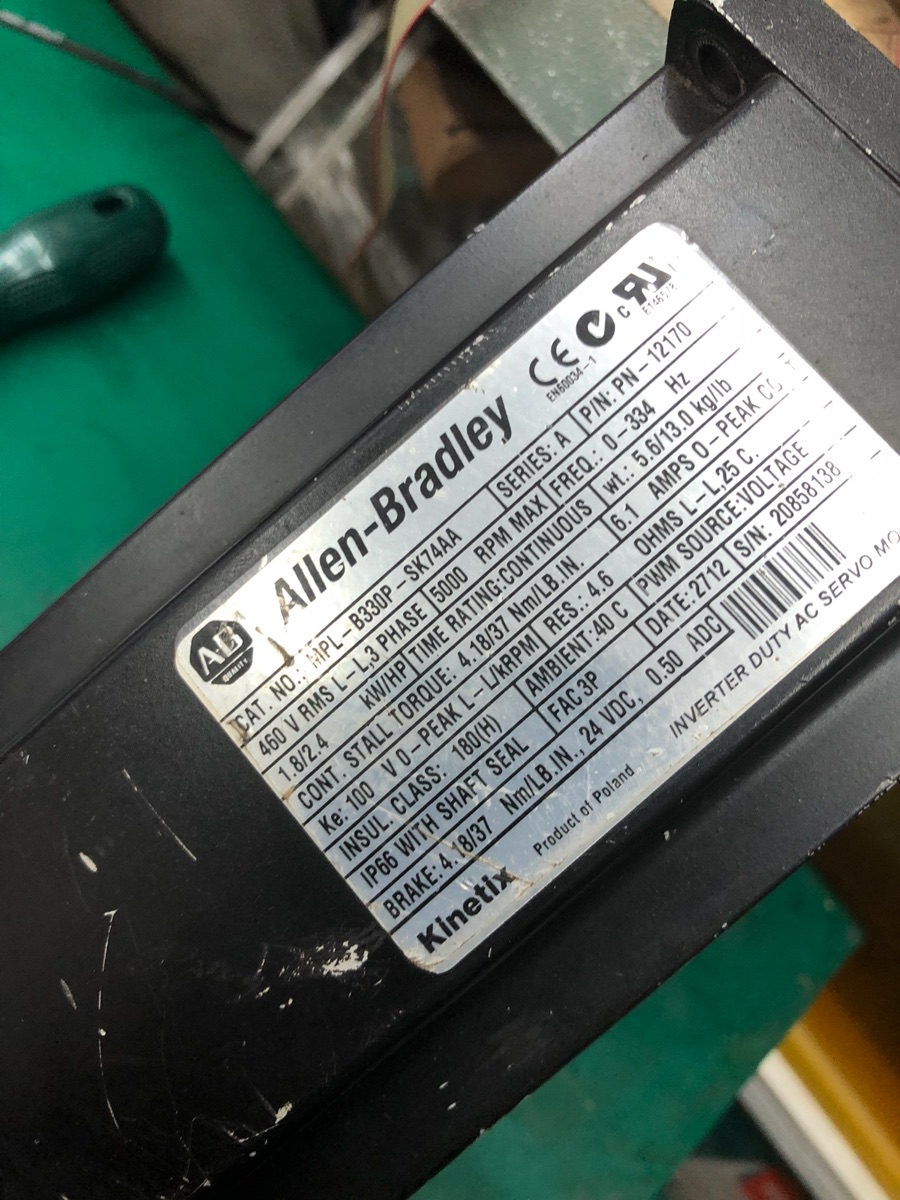 AB
QUALITY
Allen-Bradley
CE
EN60034-1
C RU
E146578
CAT. NO.: MPL-B330P-SK74AA SERIES: A P/N: PN-12170
460 V RMS L-L,3 PHASE 5000 RPM MAX FREQ.: 0-334 Hz
1.8/2.4 kW/HP TIME RATING:CONTINUOUS wt.: 5.6/13.0 kg/lb
CONT. STALL TORQUE: 4.18/37 Nm/LB.IN. 6.1 AMPS 0-PEAK
Ke: 100 V 0-PEAK L-L/KRPM RES.: 4.6 OHMS L-L,25 C.
INSUL. CLASS: 180(H) AMBIENT:40 C PWM SOURCE:VOLTAGE
IP66 WITH SHAFT SEAL FAC.3P DATE: 2712 S/N: 20858138
BRAKE: 4.18/37 Nm/LB.IN., 24 VDC, 0.50 ADC
Kinetix Product of Poland INVERTER DUTY AC SERVO MO